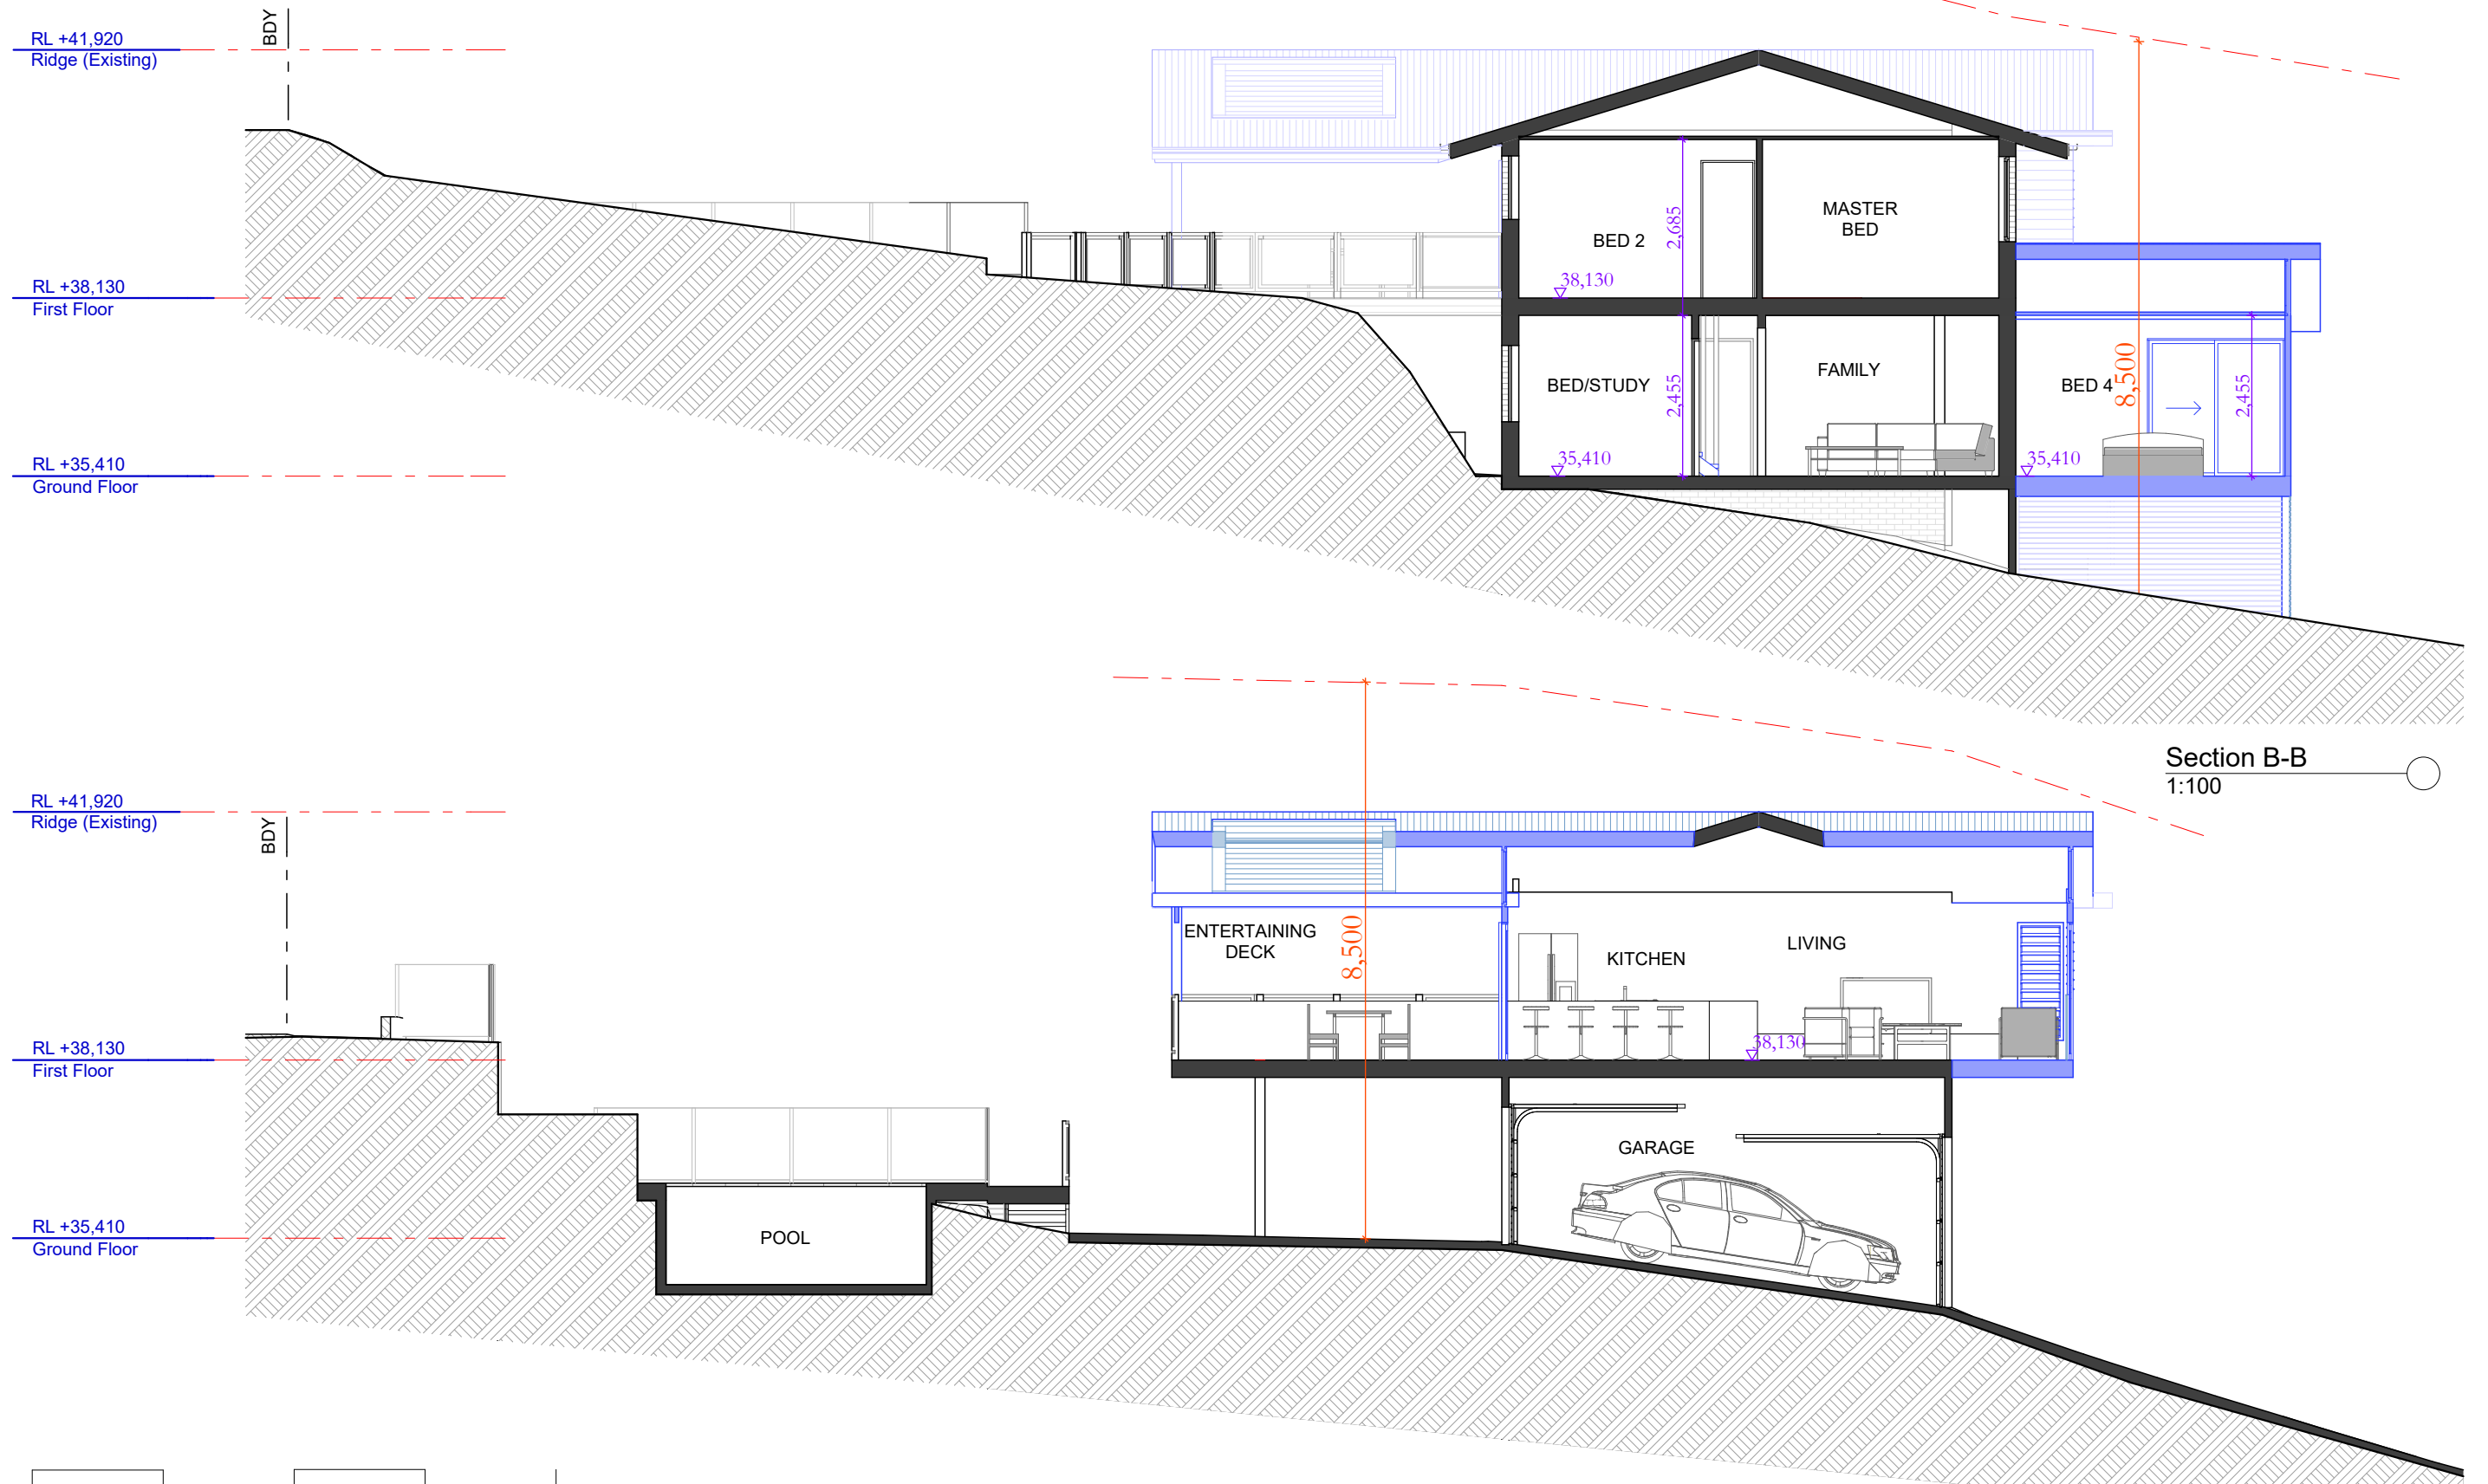 BDY
RL +41,920
Ridge (Existing)
MASTER
BED
BED 2
2,685
38,130
RL +38,130
First Floor
BED/STUDY
2,455
FAMILY
BED 4
8,500
2,455
35,410
35,410
RL +35,410
Ground Floor
Section B-B
1:100
RL +41,920
Ridge (Existing)
BDY
ENTERTAINING
DECK
8,500
KITCHEN
LIVING
38,130
RL +38,130
First Floor
GARAGE
RL +35,410
Ground Floor
POOL